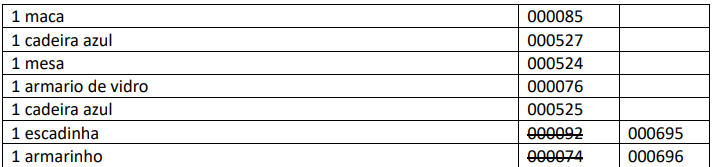 1 maca 000085
1 cadeira azul 000527
1 mesa 000524
1 armario de vidro 000076
1 cadeira azul 000525
1 escadinha 000092 000695
1 armarinho 000074 000696